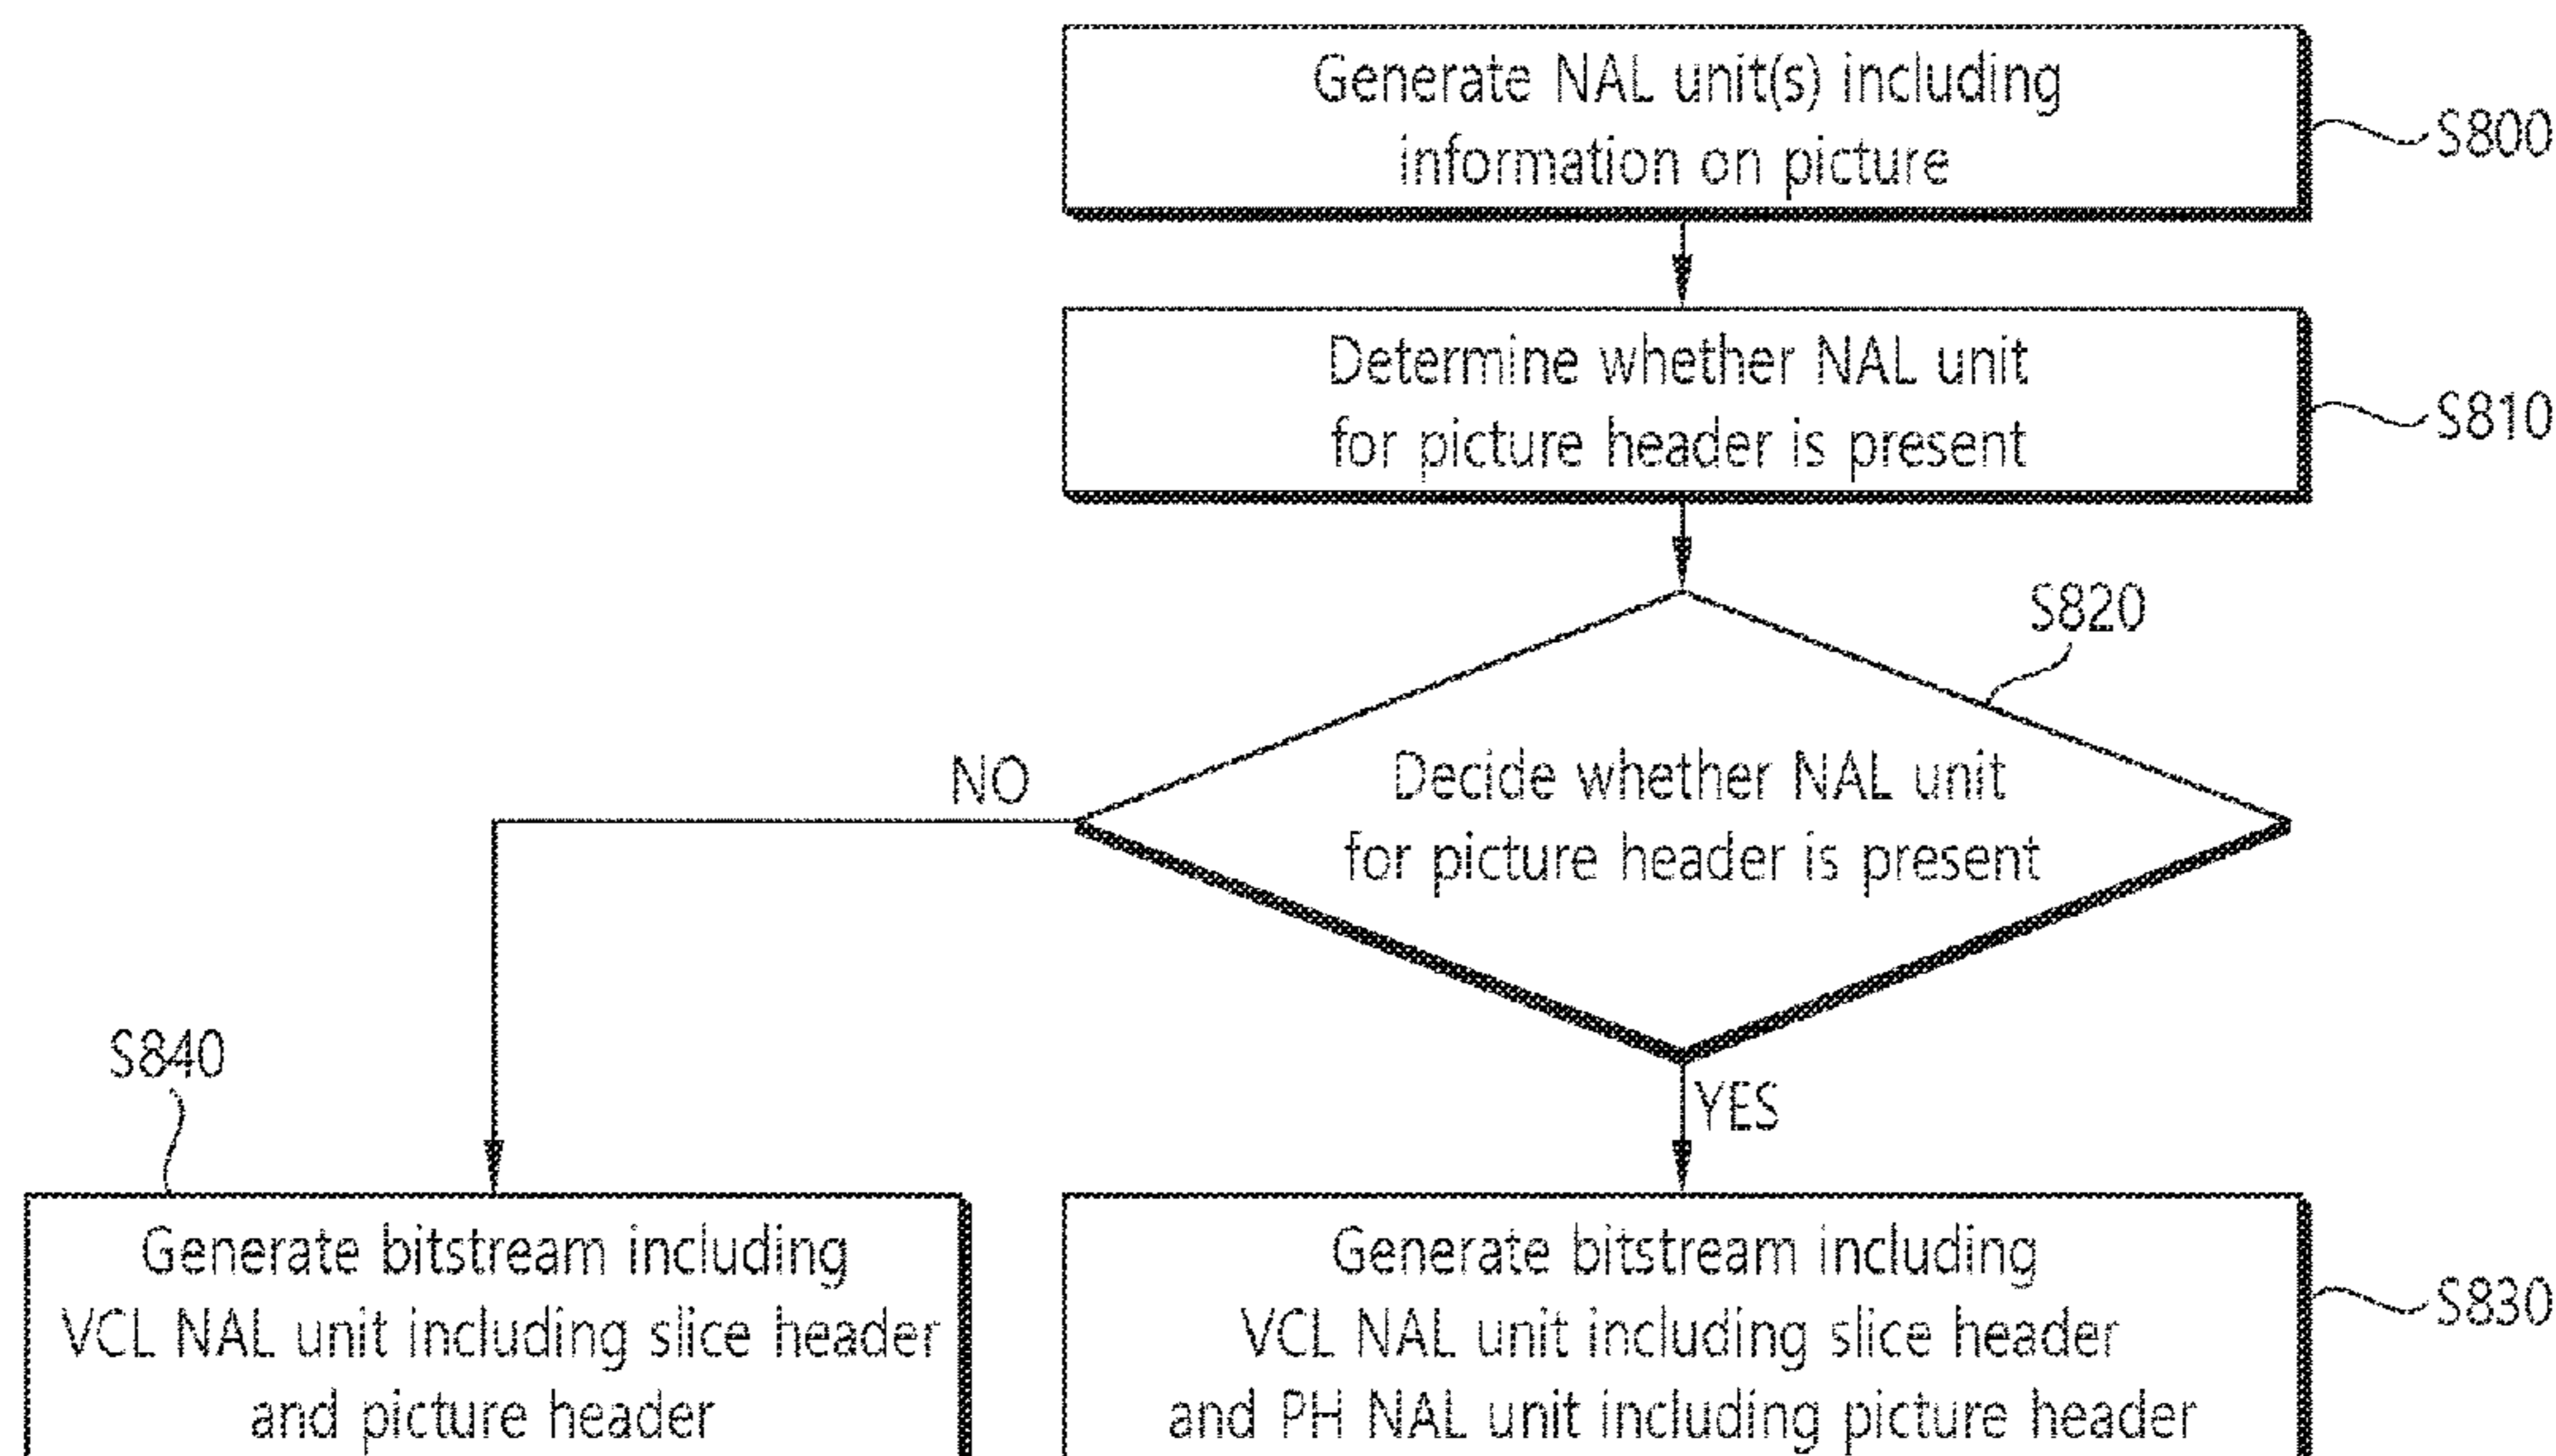 Generate NAL unit(s) including
information on picture
S800
Determine whether NAL unit
for picture header is present
S810
S820
Decide whether NAL unit
for picture header is present
NO
YES
S840
Generate bitstream including
VCL NAL unit including slice header
and picture header
Generate bitstream including
VCL NAL unit including slice header
and PH NAL unit including picture header
S830